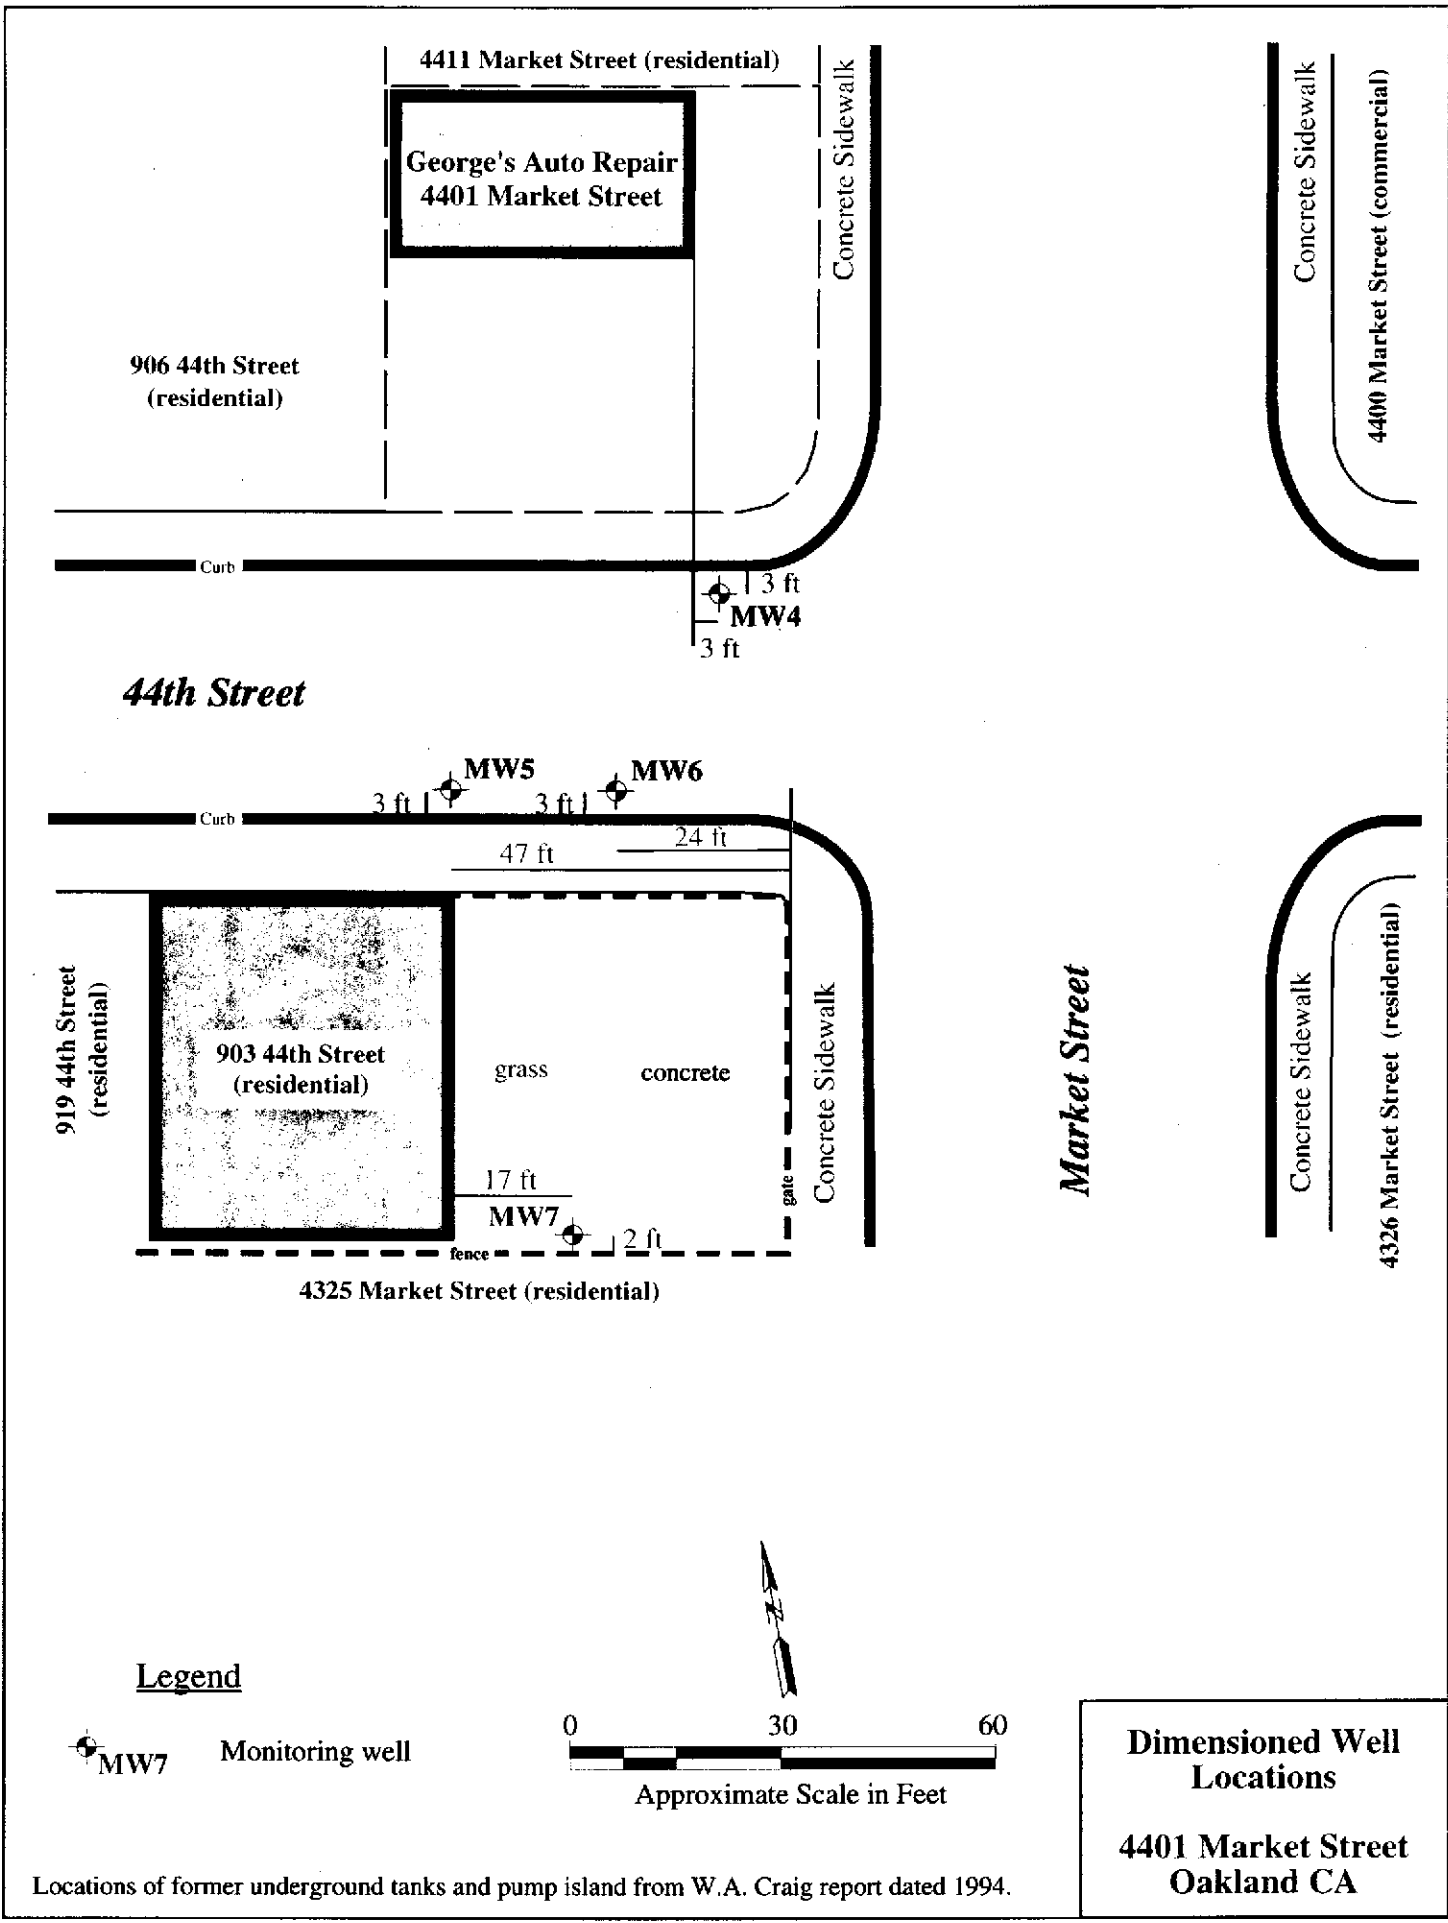 4411 Market Street (residential)
George's Auto Repair
4401 Market Street
Concrete Sidewalk
Concrete Sidewalk
4400 Market Street (commercial)
906 44th Street
(residential)
Curb
3 ft
MW4
3 ft
44th Street
MW5
MW6
3 ft
3 ft
Curb
24 ft
47 ft
919 44th Street
(residential)
903 44th Street
(residential)
grass
concrete
Concrete Sidewalk
Market Street
Concrete Sidewalk
4326 Market Street (residential)
17 ft
gate
MW7
2 ft
fence
4325 Market Street (residential)
N
Legend
MW7
Monitoring well
0
30
60
Approximate Scale in Feet
Dimensioned Well
Locations
4401 Market Street
Oakland CA
Locations of former underground tanks and pump island from W.A. Craig report dated 1994.